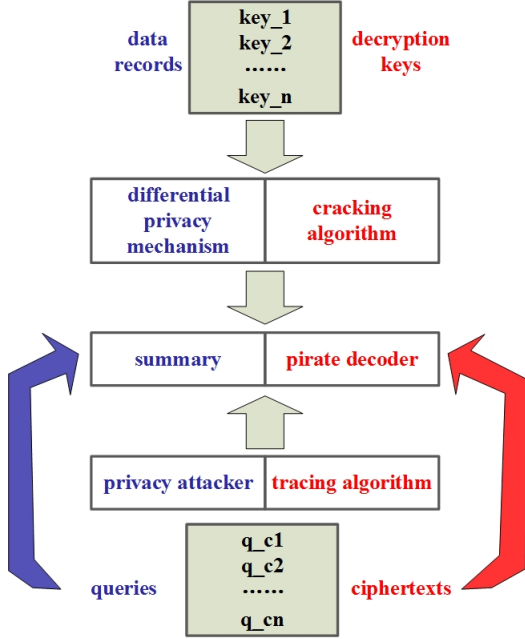 key_1
key_2
......
key_n
data
records
decryption
keys
differential
privacy
mechanism
cracking
algorithm
summary
pirate decoder
privacy attacker
tracing algorithm
q_c1
q_c2
......
q_cn
queries
ciphertexts